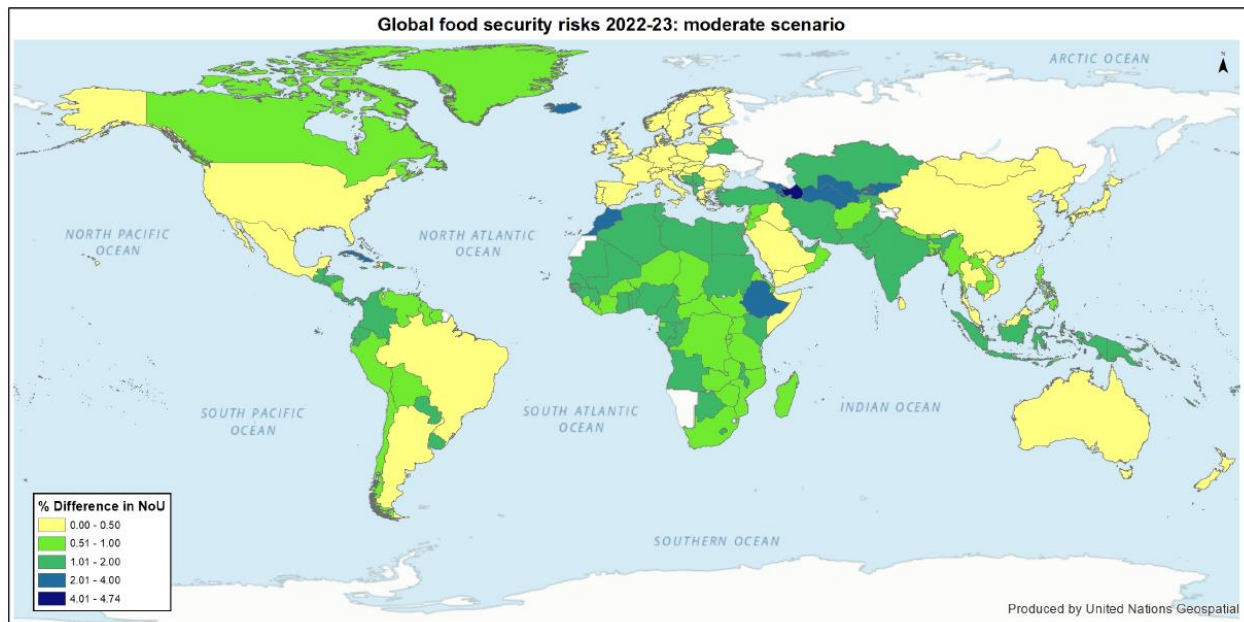 Global food security risks 2022-23: moderate scenario
ARCTIC OCEAN
N
NORTH PACIFIC
OCEAN
NORTH ATLANTIC
OCEAN
SOUTH PACIFIC
OCEAN
SOUTH ATLANTIC
OCEAN
INDIAN OCEAN
SOUTHERN OCEAN
% Difference in NoU
0.00 - 0.50
0.51 - 1.00
1.01 - 2.00
2.01 - 4.00
4.01 - 4.74
Produced by United Nations Geospatial